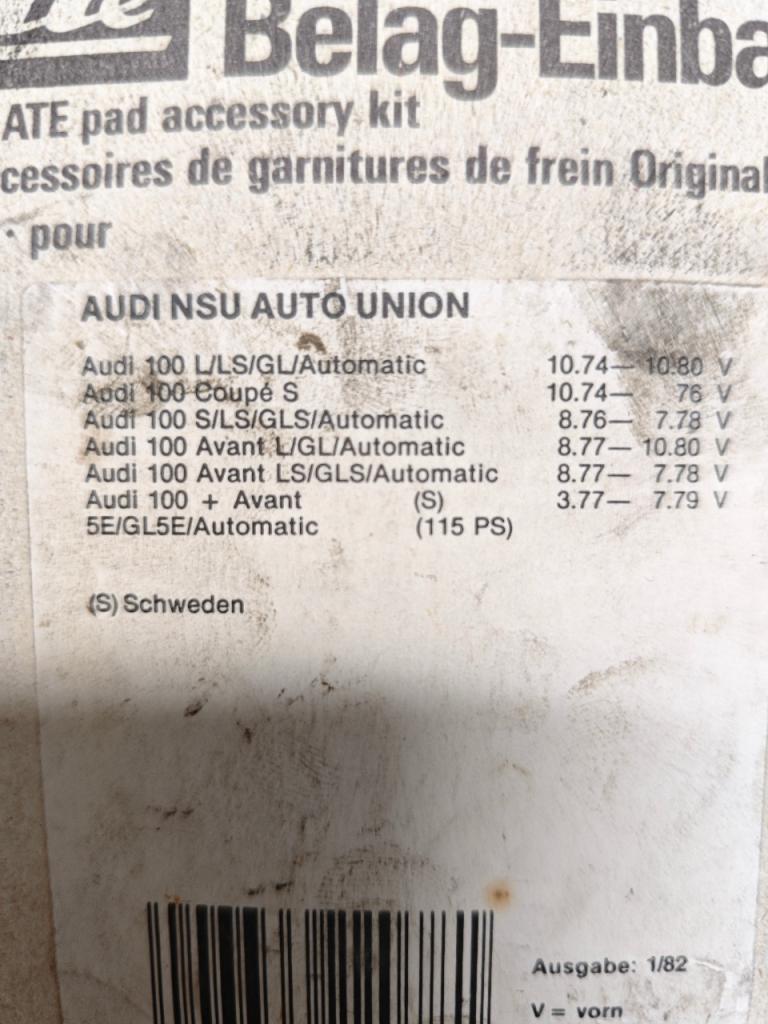 Belag-Einba
ATE pad accessory kit
cessoires de garnitures de frein Original
· pour
AUDI NSU AUTO UNION
Audi 100 L/LS/GL/Automatic 10.74— 10.80 V
Audi 100 Coupé S 10.74— 76 V
Audi 100 S/LS/GLS/Automatic 8.76— 7.78 V
Audi 100 Avant L/GL/Automatic 8.77— 10.80 V
Audi 100 Avant LS/GLS/Automatic 8.77— 7.78 V
Audi 100 + Avant (S) 3.77— 7.79 V
5E/GL5E/Automatic (115 PS)
(S) Schweden
Ausgabe: 1/82
V = vorn